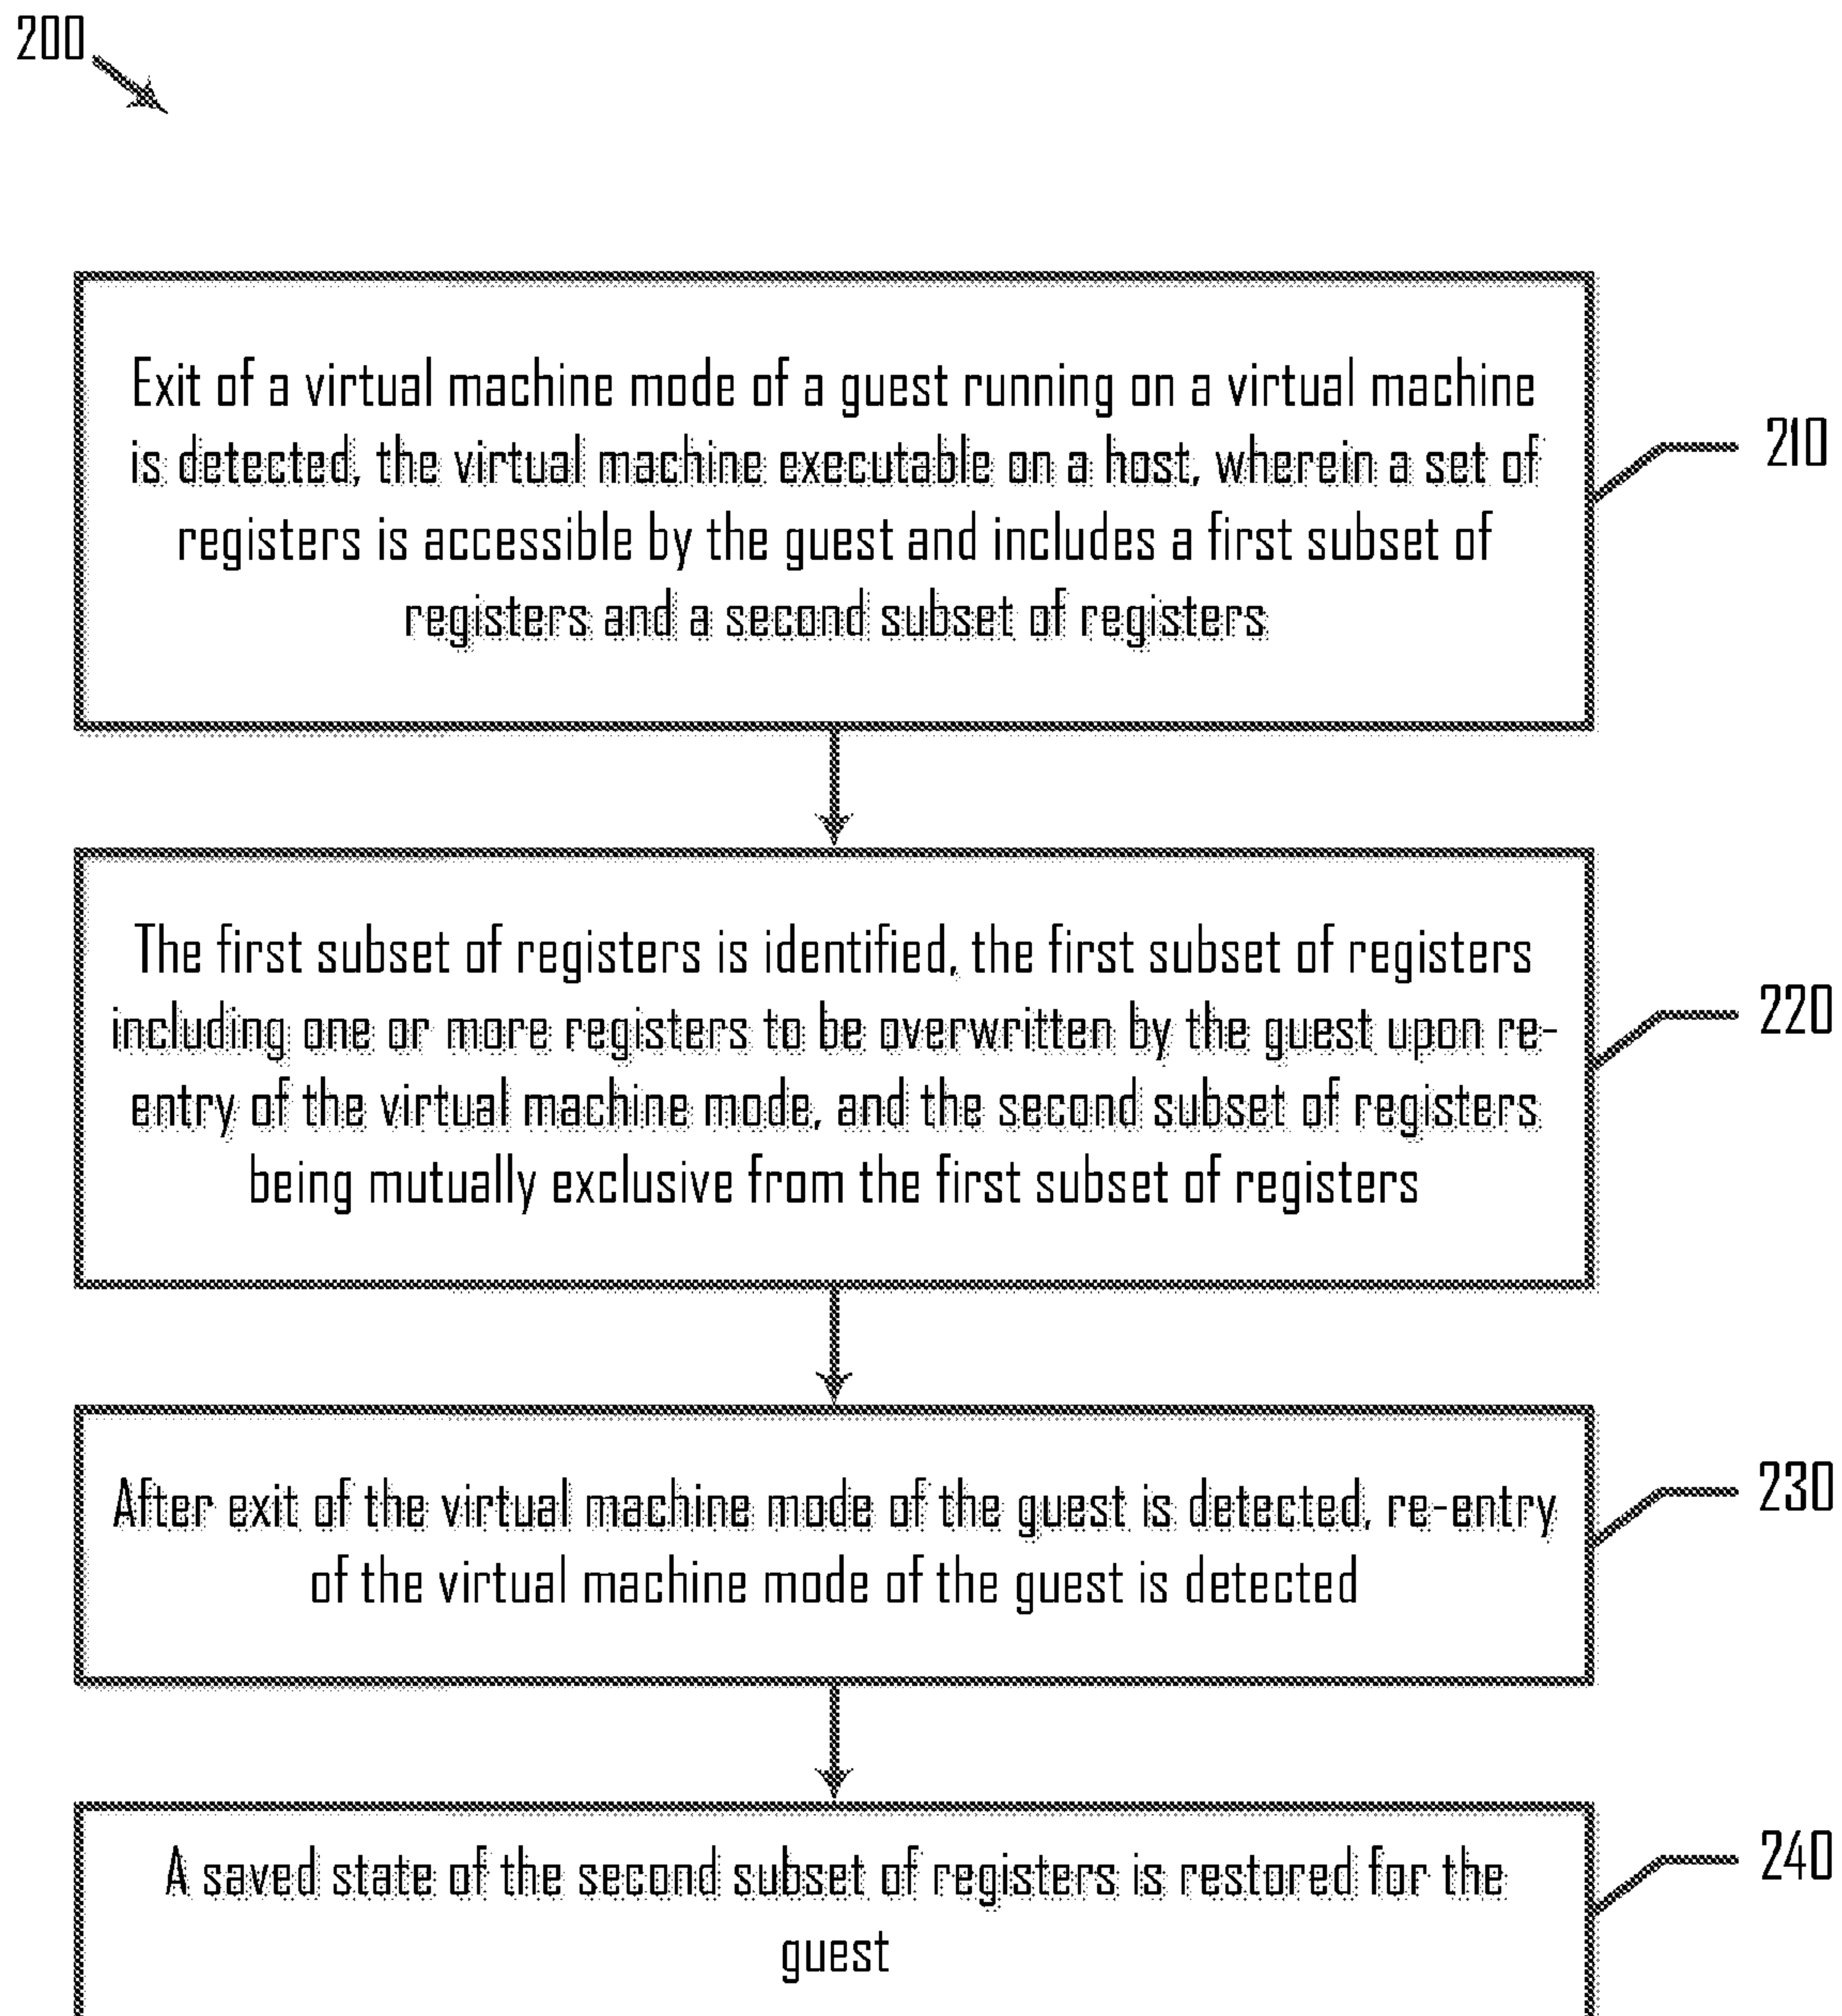 200
Exit of a virtual machine mode of a guest running on a virtual machine
is detected, the virtual machine executable on a host, wherein a set of
registers is accessible by the guest and includes a first subset of
registers and a second subset of registers
210
The first subset of registers is identified, the first subset of registers
including one or more registers to be overwritten by the guest upon re-
entry of the virtual machine mode, and the second subset of registers
being mutually exclusive from the first subset of registers
220
After exit of the virtual machine mode of the guest is detected, re-entry
of the virtual machine mode of the guest is detected
230
A saved state of the second subset of registers is restored for the
guest
240